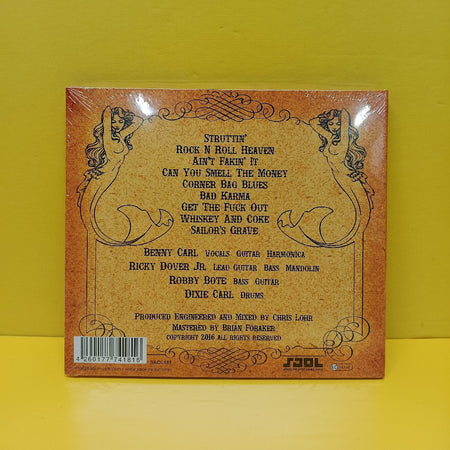 Struttin'
Rock N Roll Heaven
Ain't Fakin' It
Can You Smell The Money
Corner Bag Blues
Bad Karma
Get The Fuck Out
Whiskey And Coke
Sailor's Grave
Benny Carl Vocals Guitar Harmonica
Ricky Dover Jr. Lead Guitar Bass Mandolin
Robby Bote Bass Guitar
Dixie Carl Drums
Produced Engineered and Mixed by Chris Lohr
Mastered by Brian Foraker
copyright 2016 All Rights Reserved
4 260177 741816